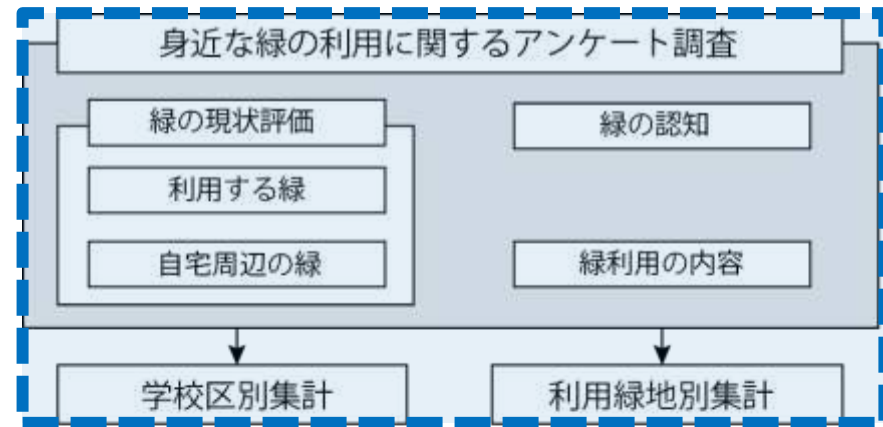 身近な緑の利用に関するアンケート調査
緑の現状評価
利用する緑
自宅周辺の緑
緑の認知
緑利用の内容
学校区別集計
利用緑地別集計